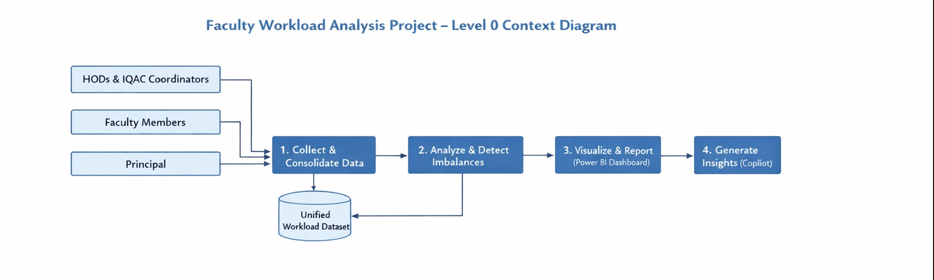 Faculty Workload Analysis Project – Level 0 Context Diagram
HODs & IQAC Coordinators
Faculty Members
Principal
1. Collect &
Consolidate Data
2. Analyze & Detect
Imbalances
3. Visualize & Report
(Power BI Dashboard)
4. Generate
Insights (Copilot)
Unified
Workload Dataset